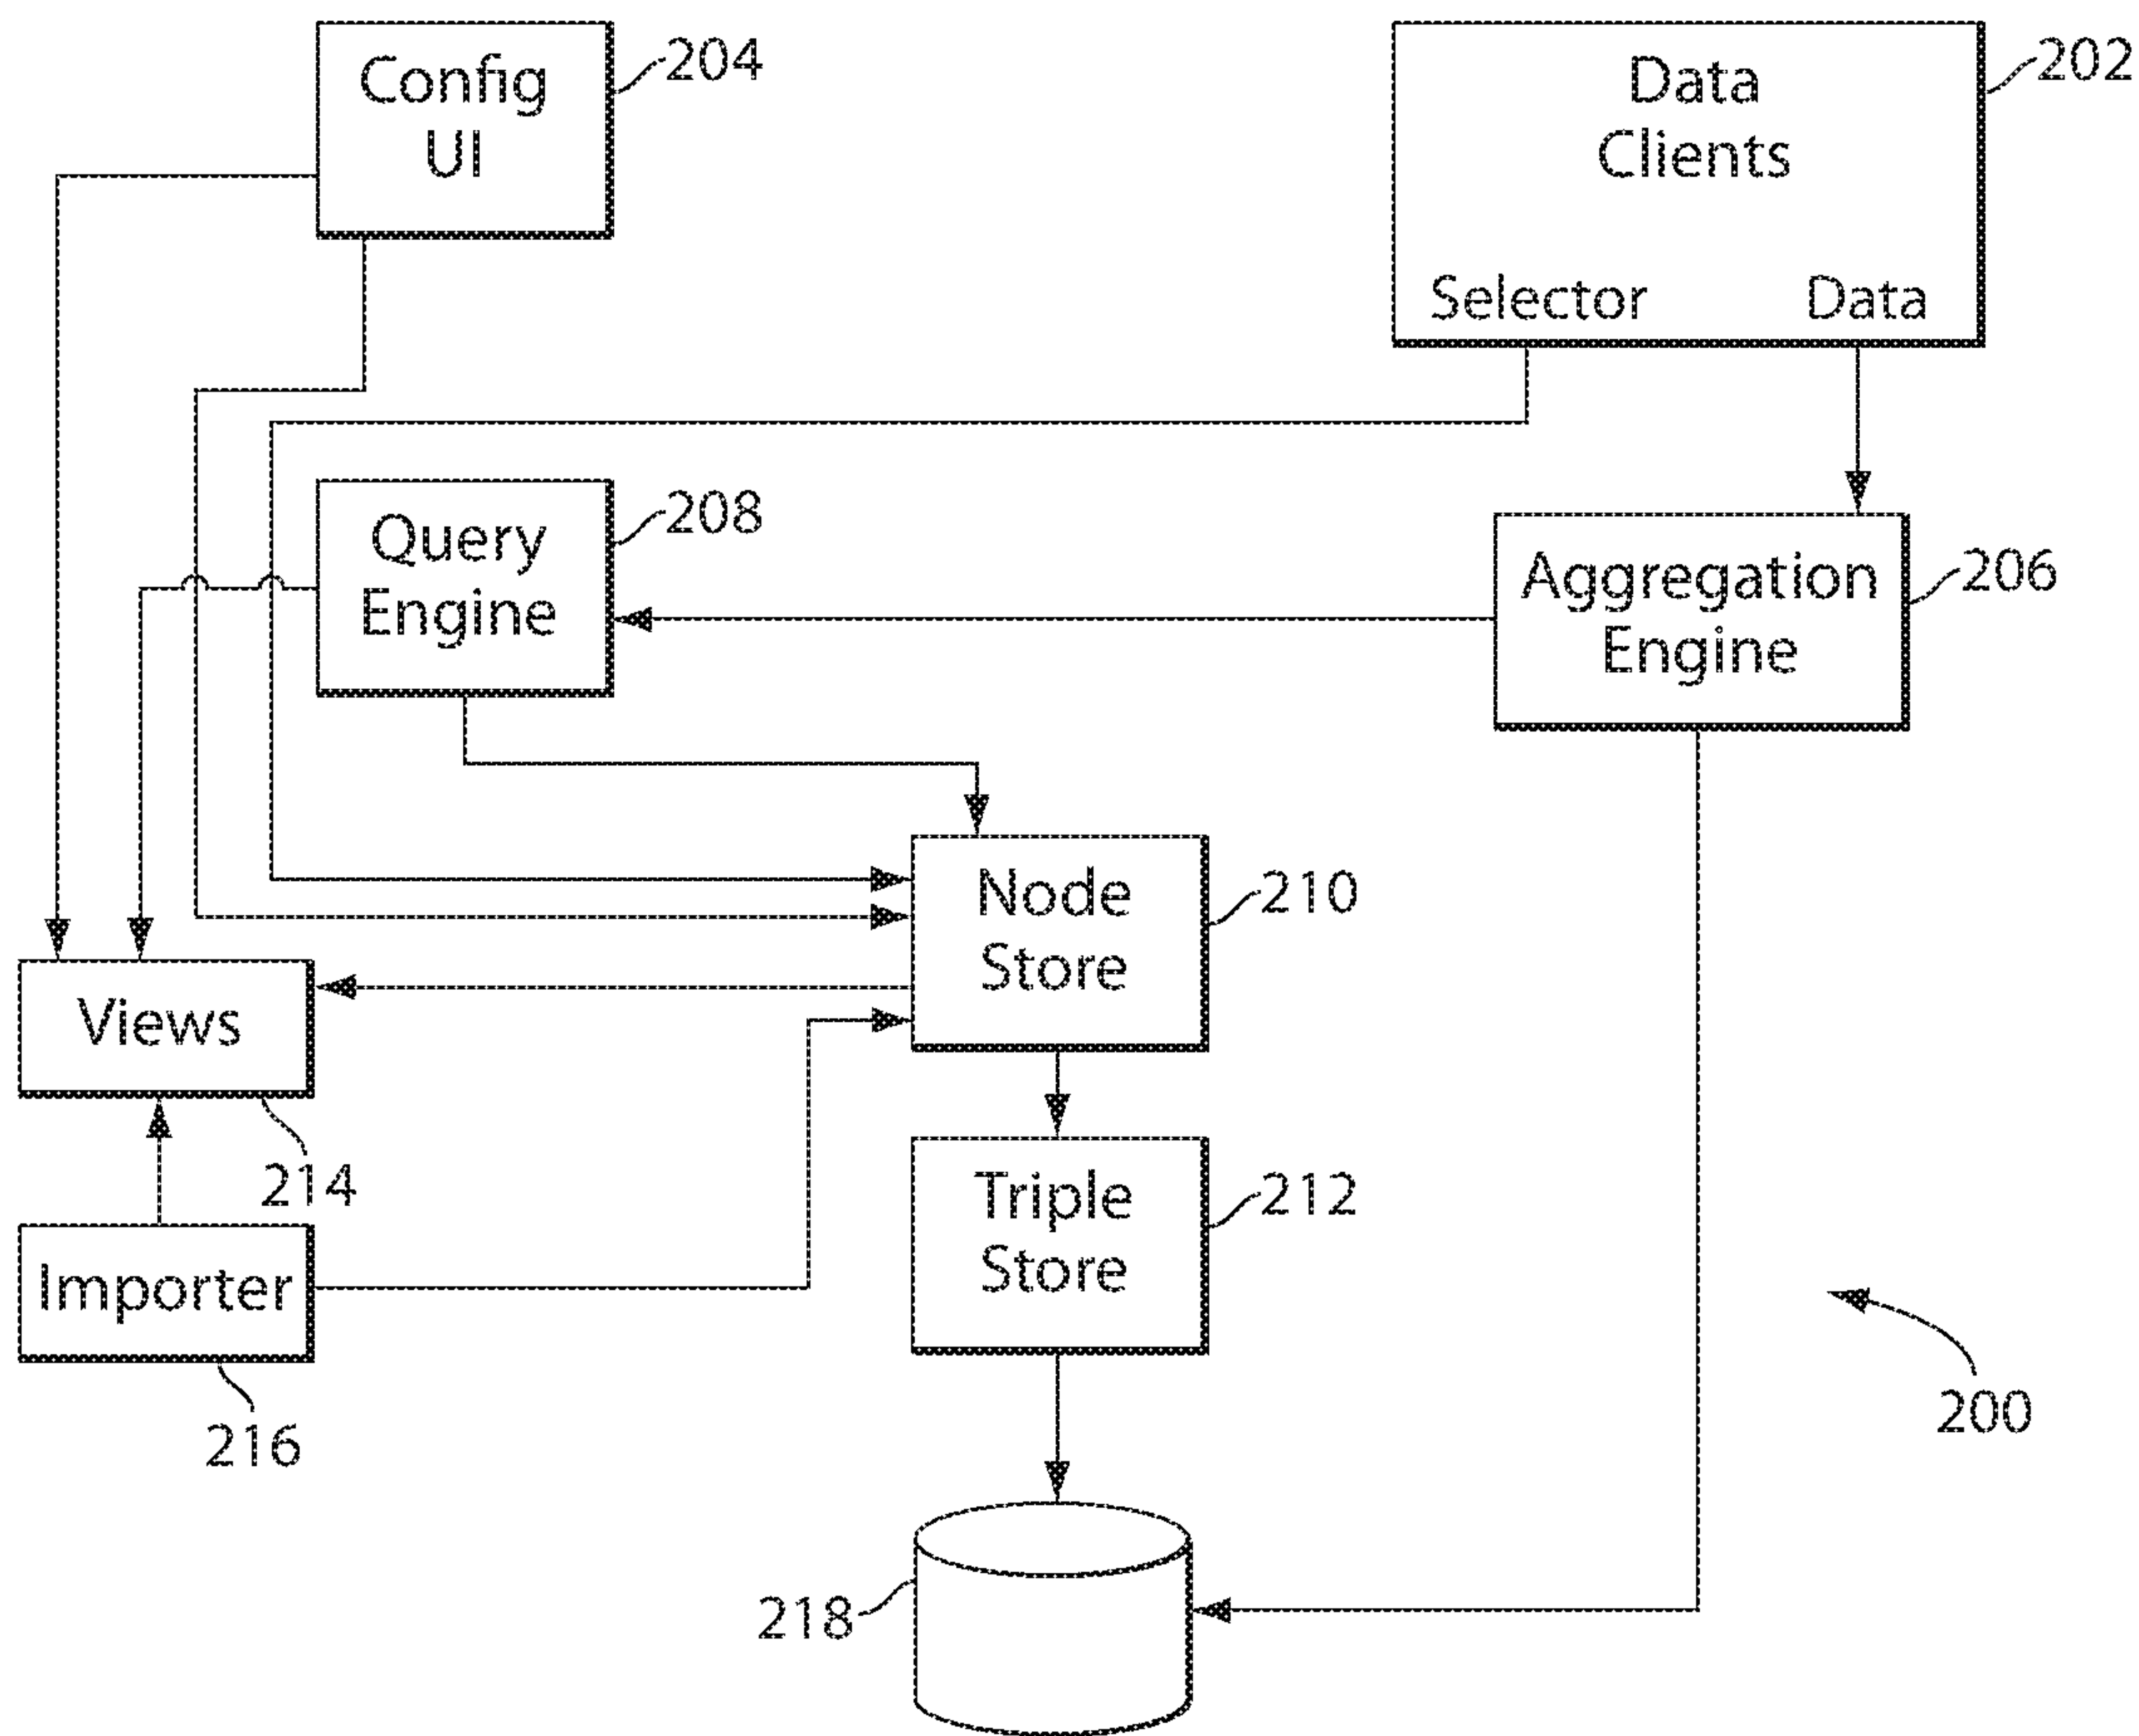 Config
UI
204
Data
Clients
202
Selector
Data
Query
Engine
208
Aggregation
Engine
206
Node
Store
210
Views
214
Triple
Store
212
Importer
216
200
218